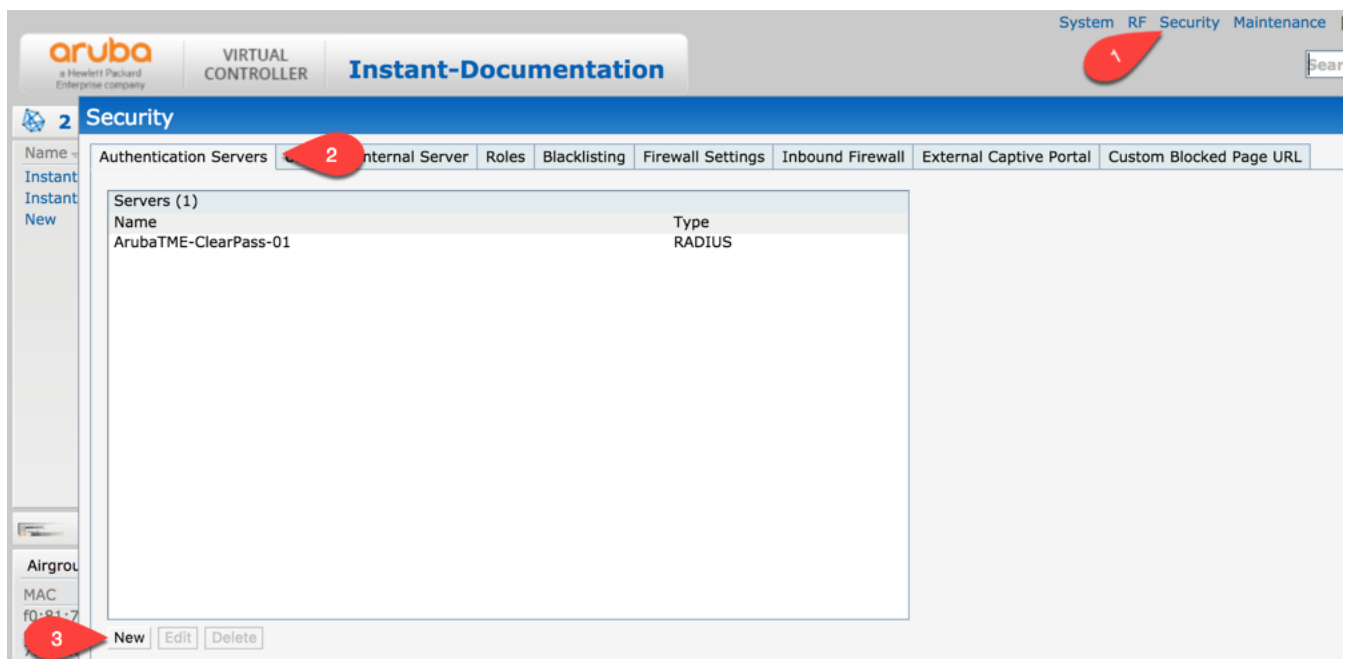 System RF Security Maintenance
1
aruba
a Hewlett Packard
Enterprise company
VIRTUAL
CONTROLLER
Instant-Documentation
2
Security
Name
Authentication Servers 2 Internal Server Roles Blacklisting Firewall Settings Inbound Firewall External Captive Portal Custom Blocked Page URL
Instant
Instant
New
Servers (1)
Name Type
ArubaTME-ClearPass-01 RADIUS
MAC
3
New Edit Delete